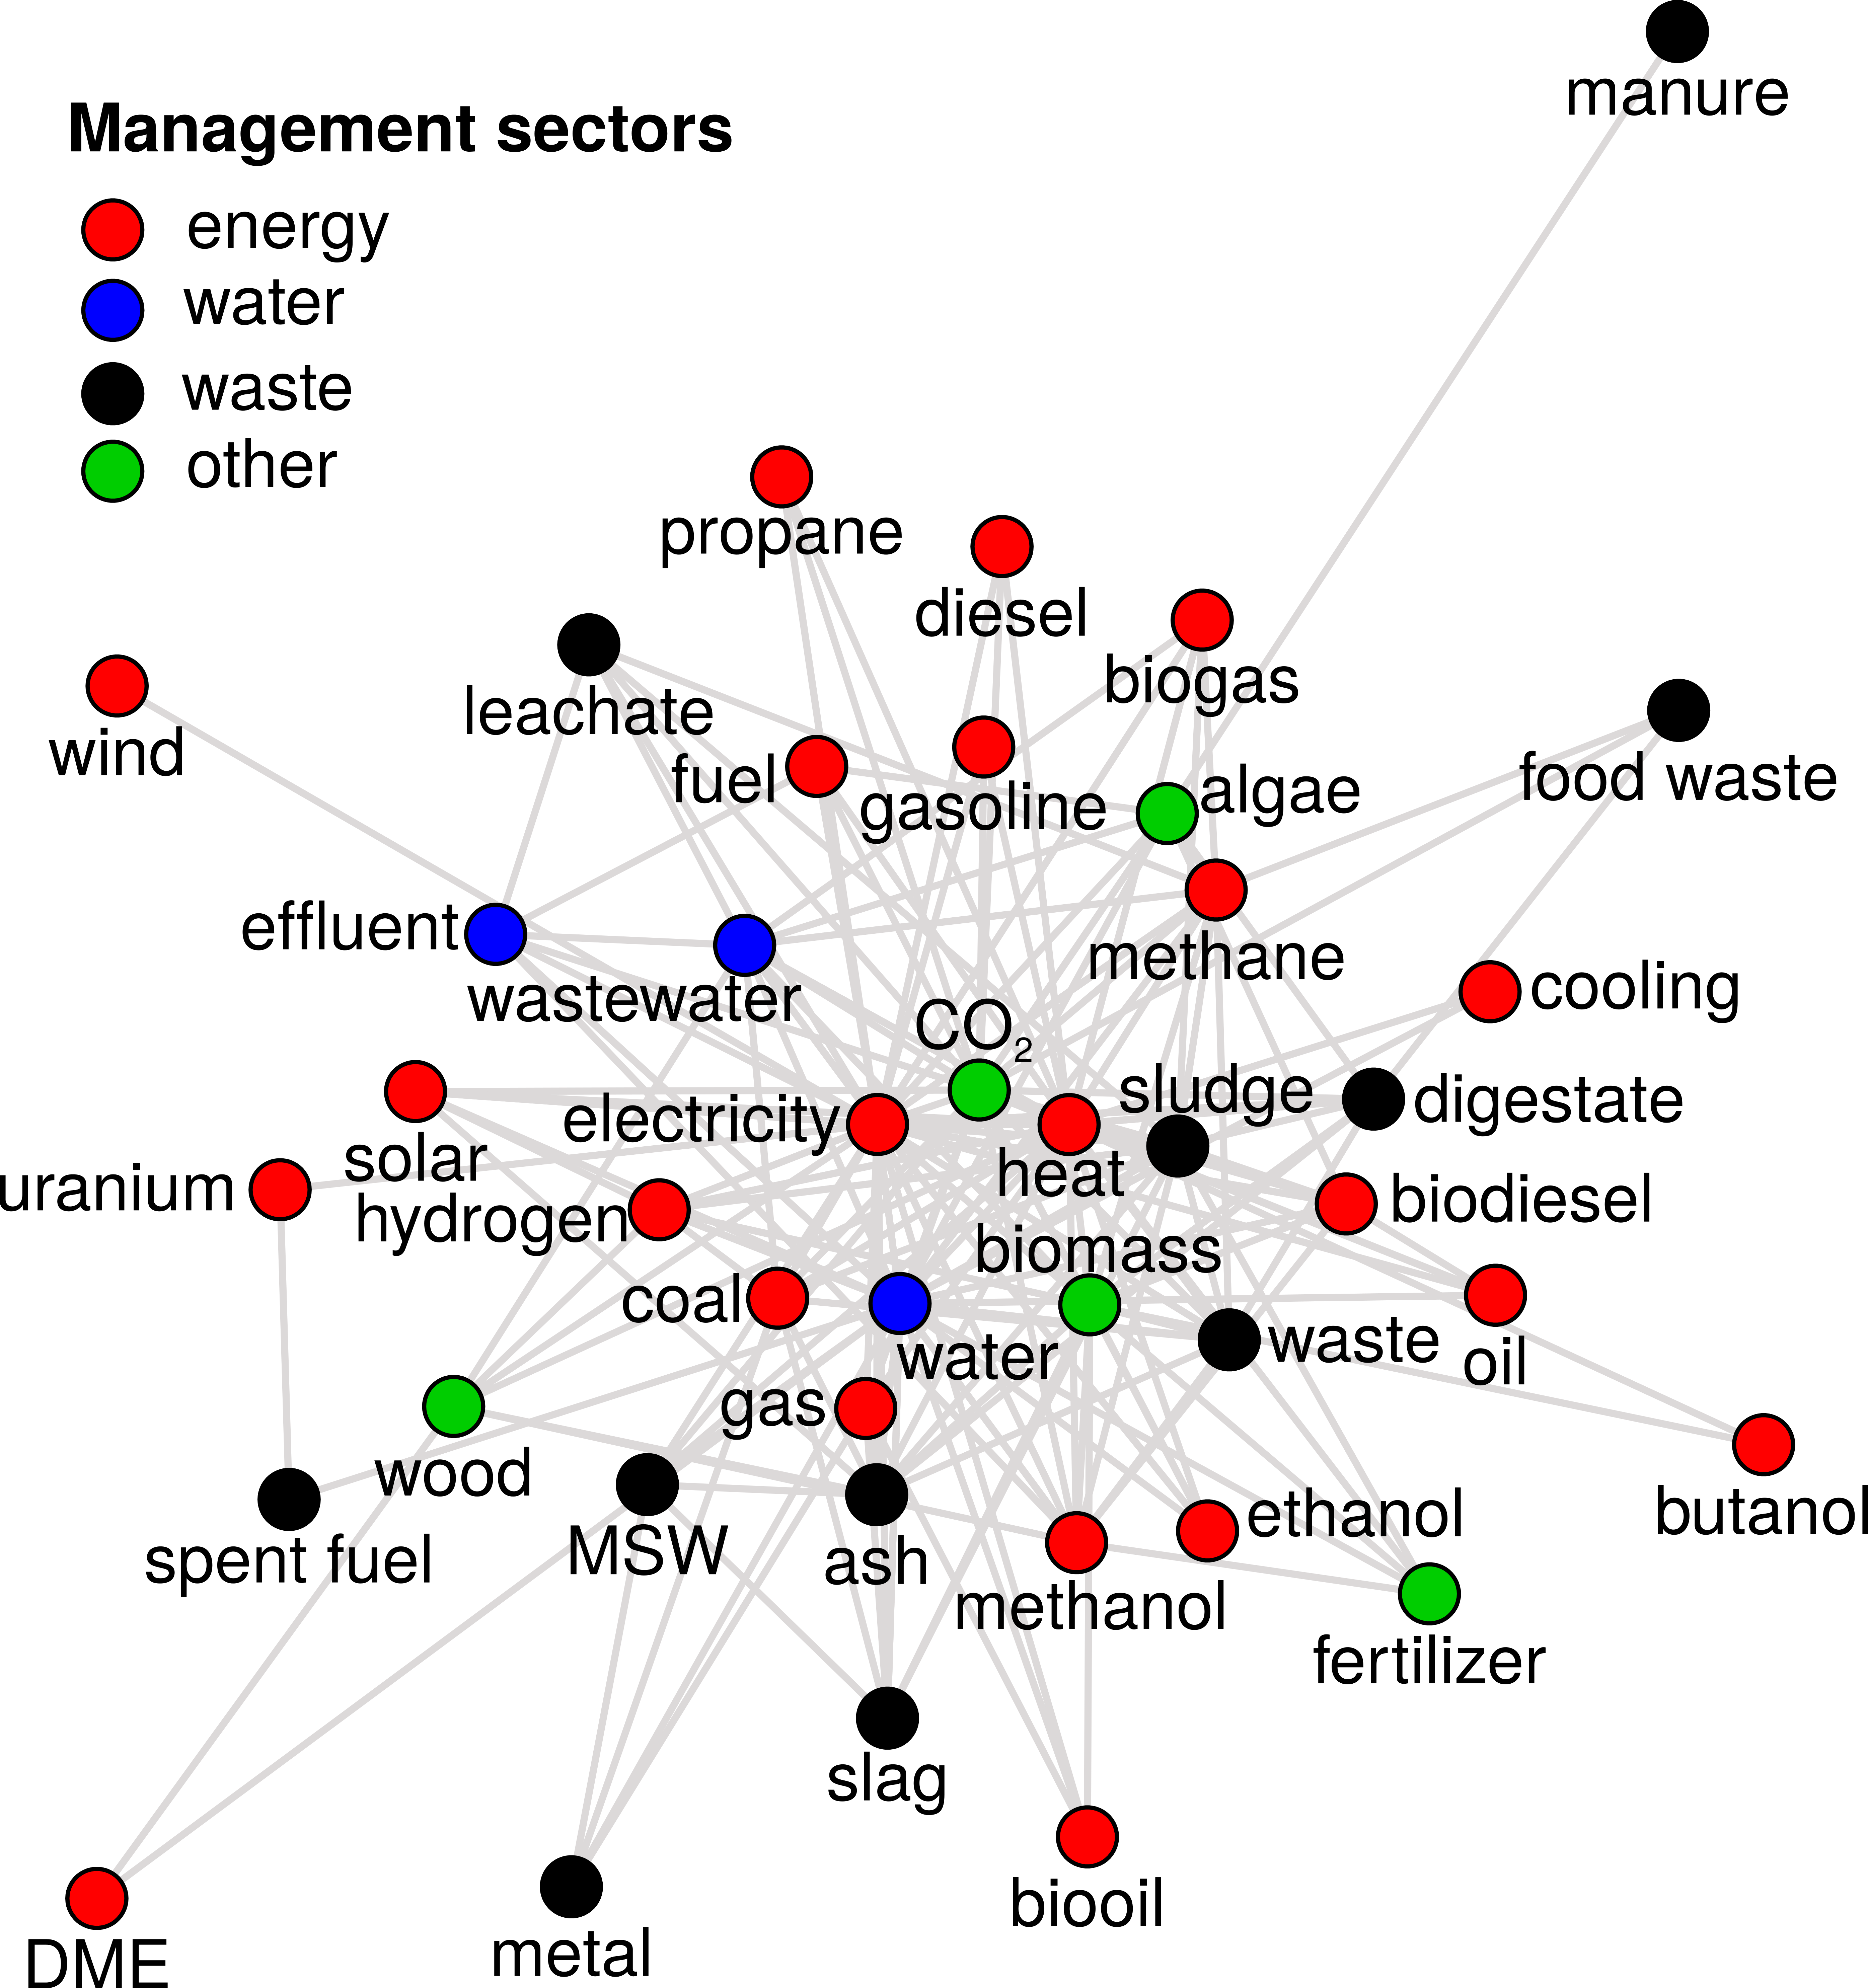 manure
Management sectors
energy
water
waste
other
propane
diesel
biogas
leachate
wind
fuel
gasoline
algae
food waste
effluent
wastewater
methane
cooling
CO₂
sludge
digestate
electricity
heat
solar
uranium
hydrogen
biodiesel
biomass
coal
water
waste
oil
gas
wood
MSW
ash
ethanol
butanol
spent fuel
methanol
fertilizer
slag
biooil
metal
DME